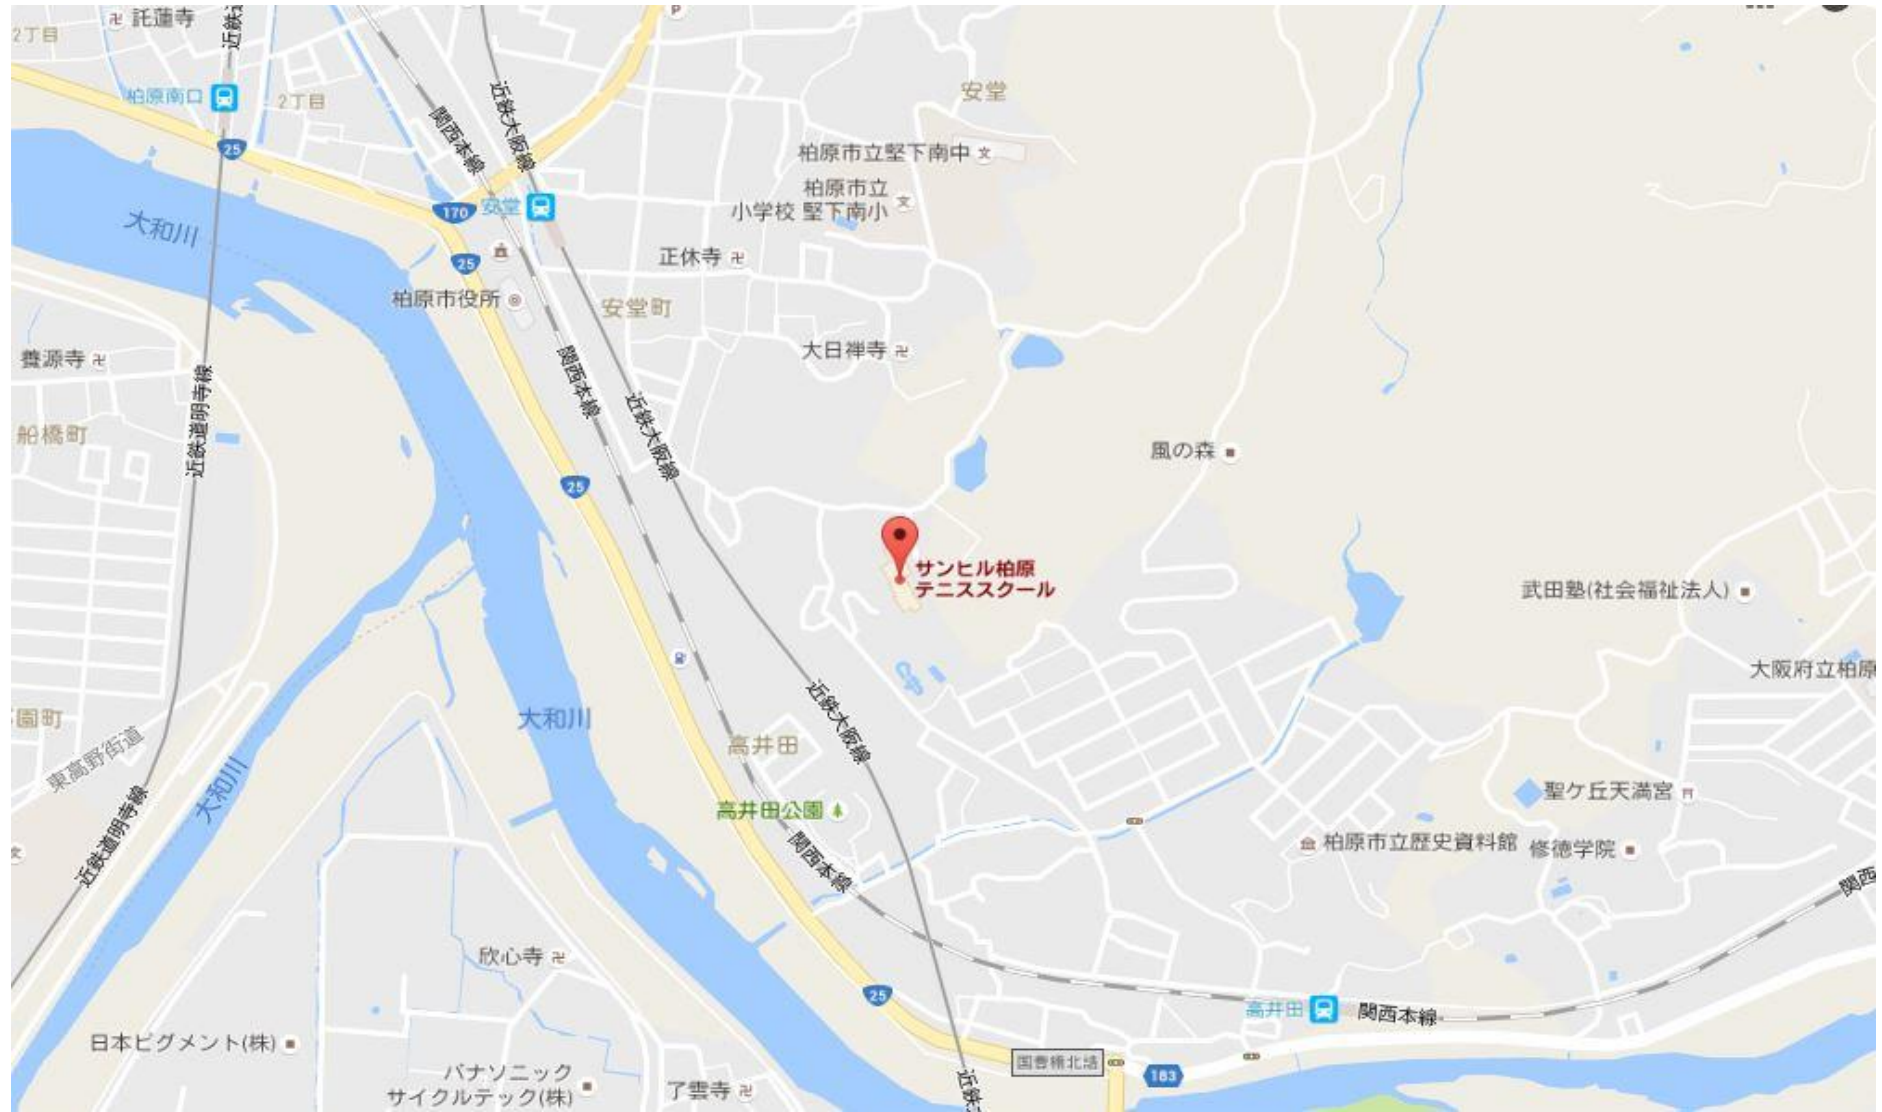 託蓮寺
P
2丁目
近鉄
柏原南口
2丁目
25
近鉄大阪線
関西本線
安堂
柏原市立堅下南中
文
柏原市立
小学校 堅下南小
文
170
安堂
大和川
25
正休寺
柏原市役所
安堂町
養源寺
大日禅寺
関西本線
近鉄大阪線
近鉄道明寺線
船橋町
風の森
25
サンヒル柏原
テニススクール
武田塾(社会福祉法人)
大阪府立柏原
園町
大和川
東高野街道
高井田
近鉄大阪線
大和川
近鉄道明寺線
聖ケ丘天満宮
高井田公園
柏原市立歴史資料館
修徳学院
文
関西本線
関西
欣心寺
25
高井田
関西本線
日本ピグメント(株)
国豊橋北詰
183
パナソニック
サイクルテック(株)
了雲寺
近鉄